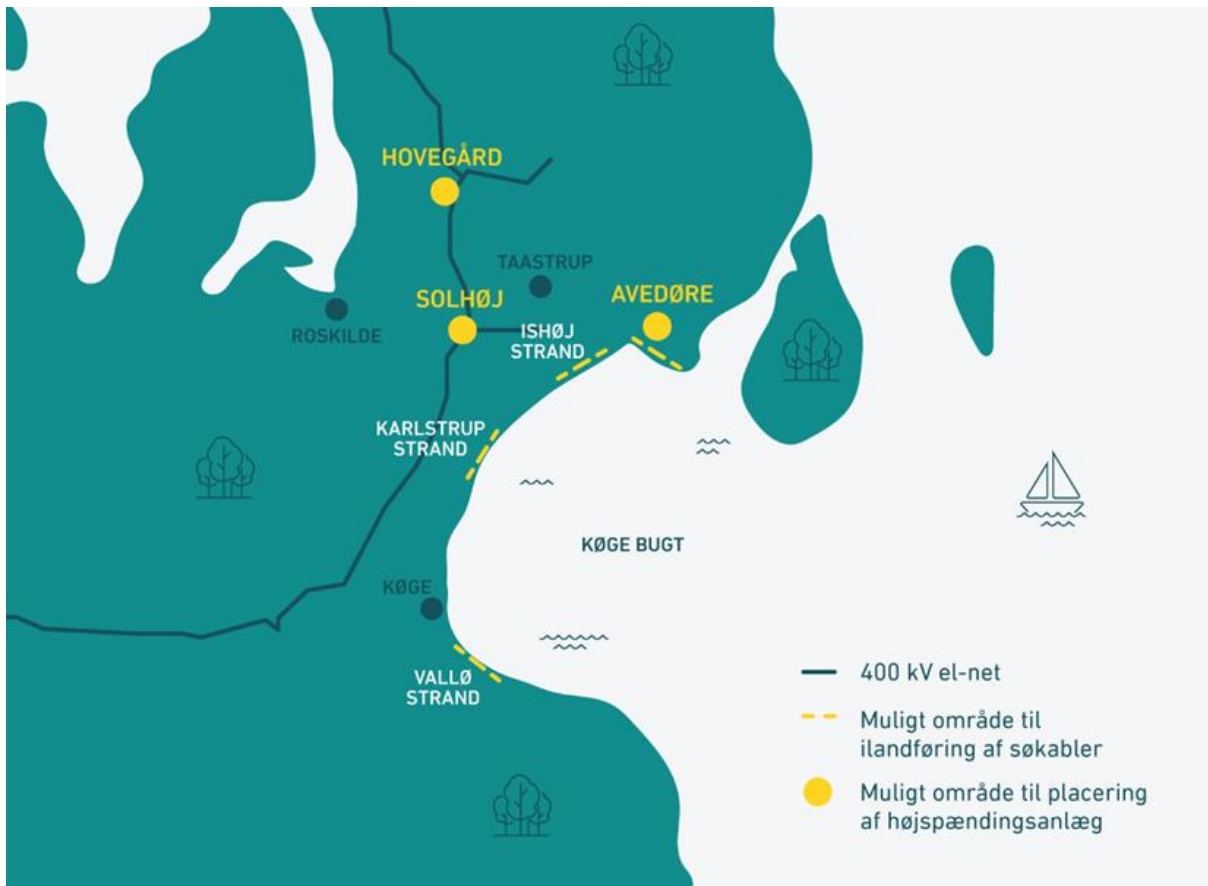 HOVEGÅRD
TAASTRUP
SOLHØJ
AVEDØRE
ROSKILDE
ISHØJ
STRAND
KARLSTRUP
STRAND
KØGE BUGT
KØGE
VALLØ
STRAND
400 kV el-net
Muligt område til
ilandføring af søkabler
Muligt område til placering
af højspændingsanlæg